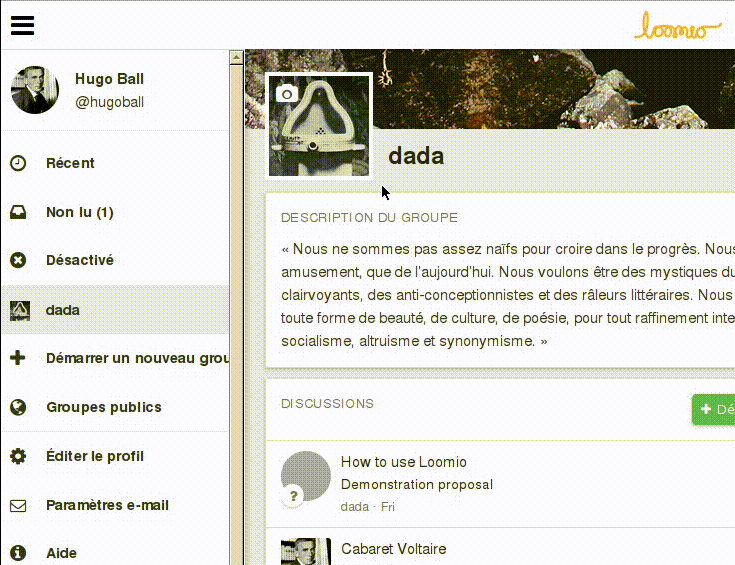 loomio
Hugo Ball
@hugoball
Récent
Non lu (1)
Désactivé
dada
Démarrer un nouveau grou
Groupes publics
Éditer le profil
Paramètres e-mail
Aide
dada
DESCRIPTION DU GROUPE
« Nous ne sommes pas assez naïfs pour croire dans le progrès. Nous
amusement, que de l'aujourd'hui. Nous voulons être des mystiques du
clairvoyants, des anti-conceptionnistes et des râleurs littéraires. Nous
toute forme de beauté, de culture, de poésie, pour tout raffinement inte
socialisme, altruisme et synonymisme. »
DISCUSSIONS
+ Dé
How to use Loomio
Demonstration proposal
dada · Fri
?
Cabaret Voltaire